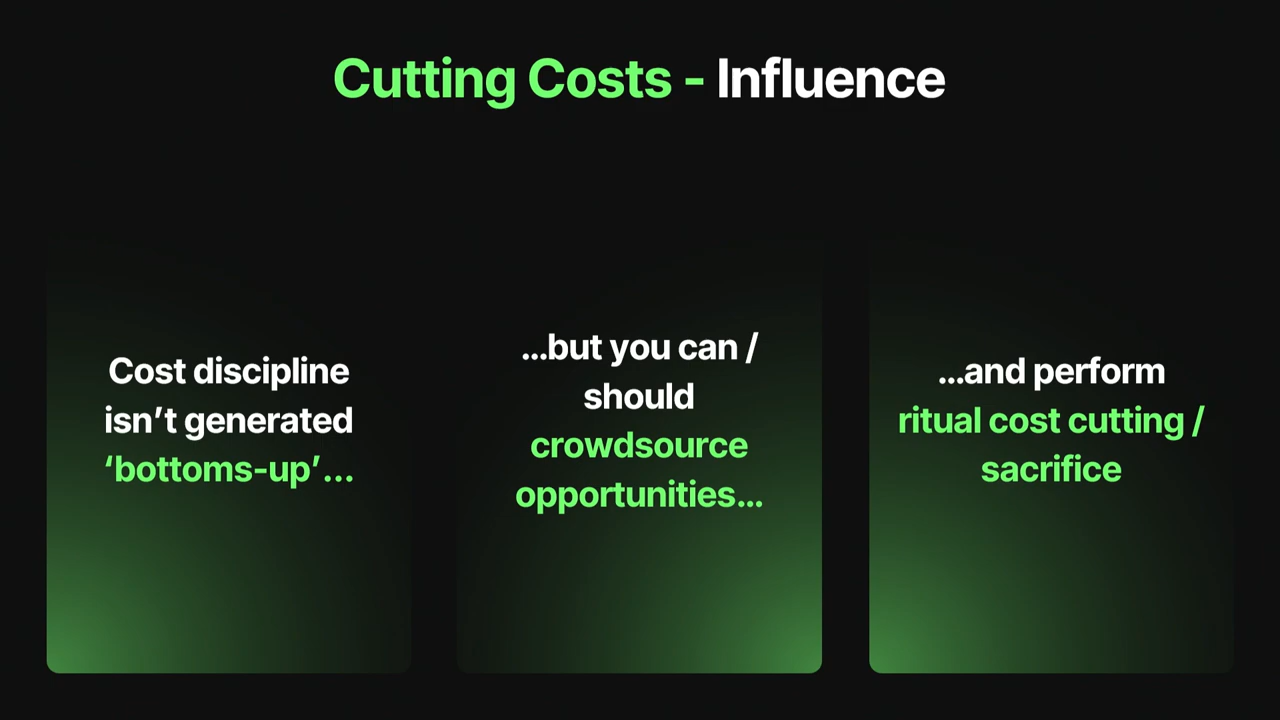 Cutting Costs - Influence
Cost discipline
isn’t generated
‘bottoms-up’...
...but you can /
should
crowdsource
opportunities...
...and perform
ritual cost cutting /
sacrifice